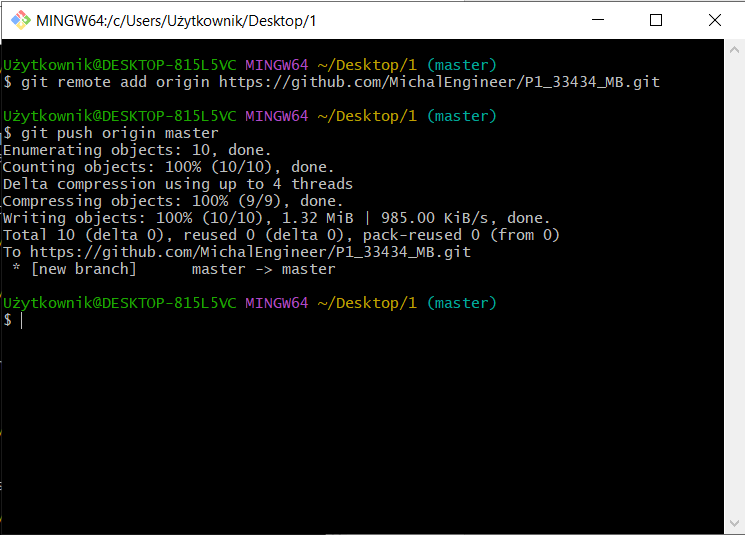 MINGW64:/c/Users/Użytkownik/Desktop/1
Użytkownik@DESKTOP-815L5VC MINGW64 ~/Desktop/1 (master)
$ git remote add origin https://github.com/MichalEngineer/P1_33434_MB.git
Użytkownik@DESKTOP-815L5VC MINGW64 ~/Desktop/1 (master)
$ git push origin master
Enumerating objects: 10, done.
Counting objects: 100% (10/10), done.
Delta compression using up to 4 threads
Compressing objects: 100% (9/9), done.
Writing objects: 100% (10/10), 1.32 MiB | 985.00 KiB/s, done.
Total 10 (delta 0), reused 0 (delta 0), pack-reused 0 (from 0)
To https://github.com/MichalEngineer/P1_33434_MB.git
 * [new branch]      master -> master
Użytkownik@DESKTOP-815L5VC MINGW64 ~/Desktop/1 (master)
$